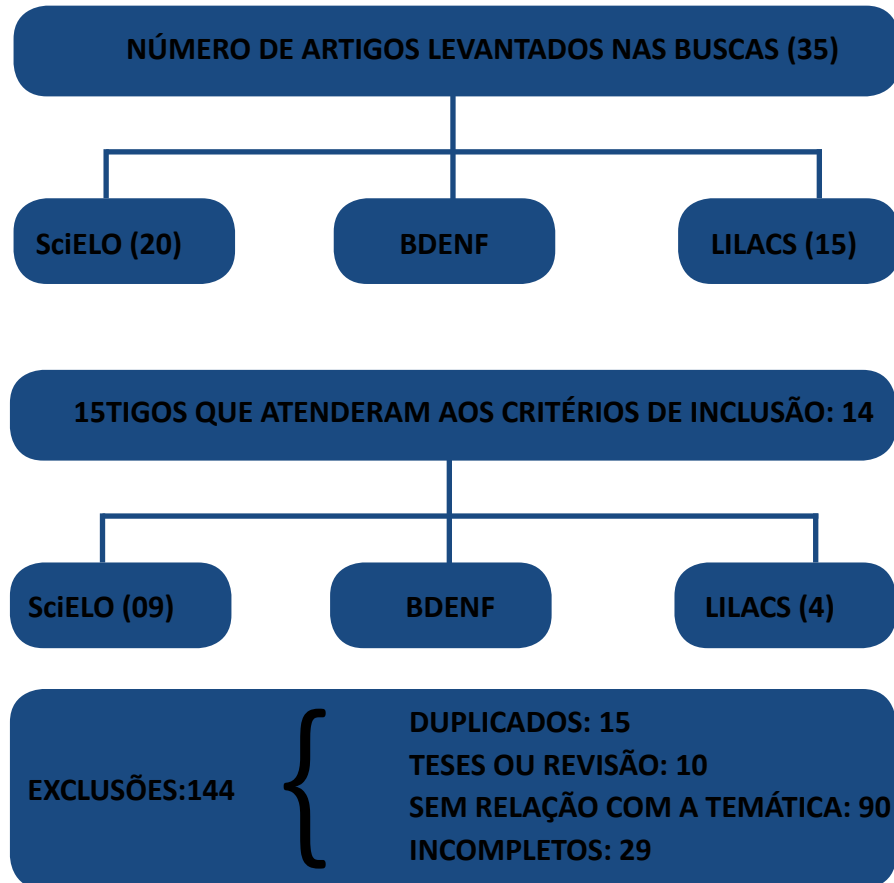 NÚMERO DE ARTIGOS LEVANTADOS NAS BUSCAS (35)
SciELO (20)
BDENF
LILACS (15)
15TIGOS QUE ATENDERAM AOS CRITÉRIOS DE INCLUSÃO: 14
SciELO (09)
BDENF
LILACS (4)
EXCLUSÕES:144
DUPLICADOS: 15
TESES OU REVISÃO: 10
SEM RELAÇÃO COM A TEMÁTICA: 90
INCOMPLETOS: 29